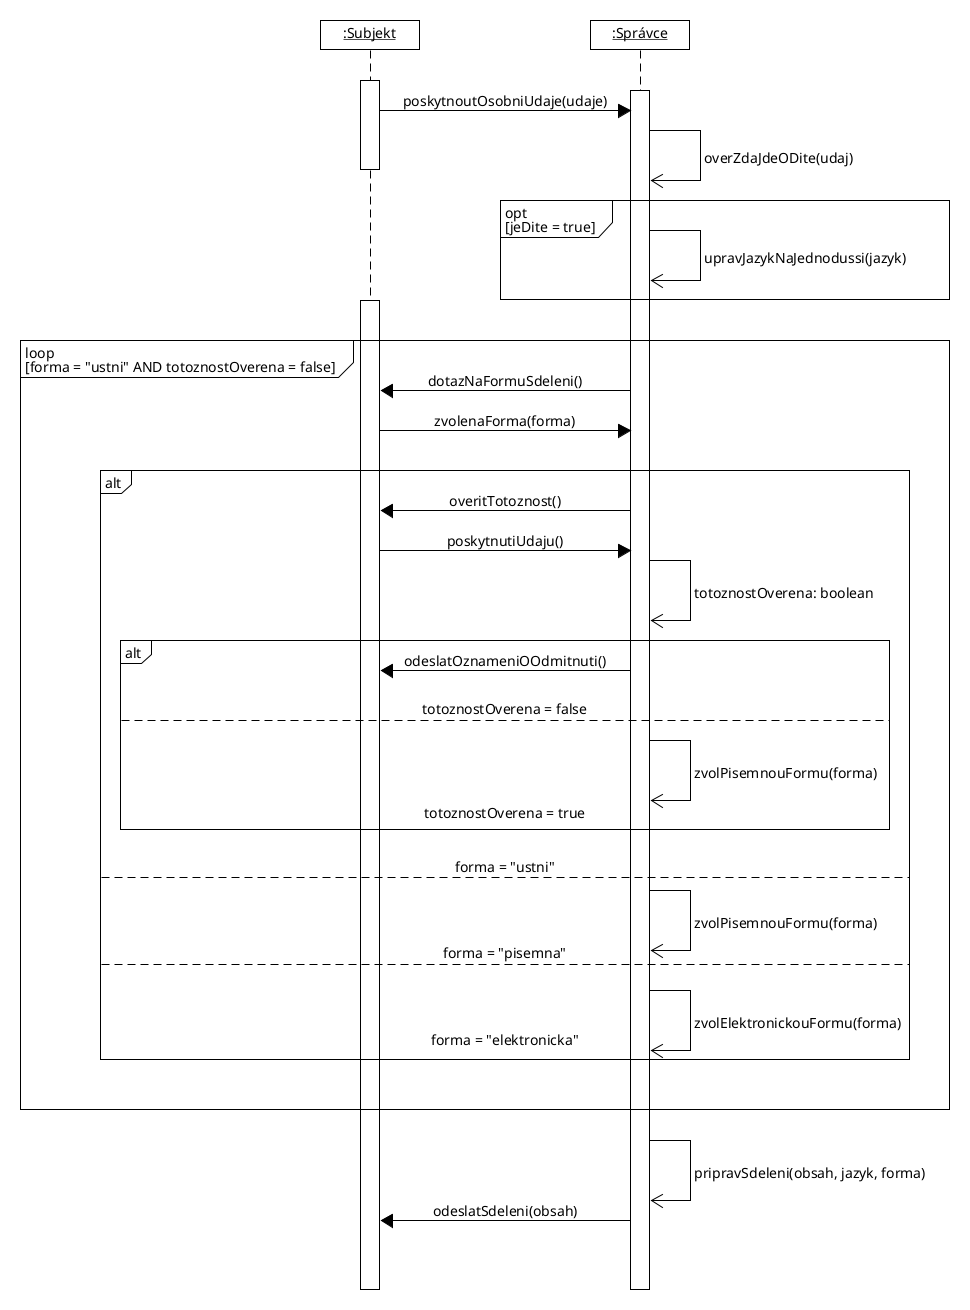 :Subjekt
:Správce
poskytnoutOsobniUdaje(udaje)
overZdaJdeODite(udaj)
opt
[jeDite = true]
upravJazykNaJednodussi(jazyk)
loop
[forma = "ustni" AND totoznostOverena = false]
dotazNaFormuSdeleni()
zvolenaForma(forma)
alt
overitTotoznost()
poskytnutiUdaju()
totoznostOverena: boolean
alt
odeslatOznameniOOdmitnuti()
totoznostOverena = false
zvolPisemnouFormu(forma)
totoznostOverena = true
forma = "ustni"
zvolPisemnouFormu(forma)
forma = "pisemna"
zvolElektronickouFormu(forma)
forma = "elektronicka"
pripravSdeleni(obsah, jazyk, forma)
odeslatSdeleni(obsah)